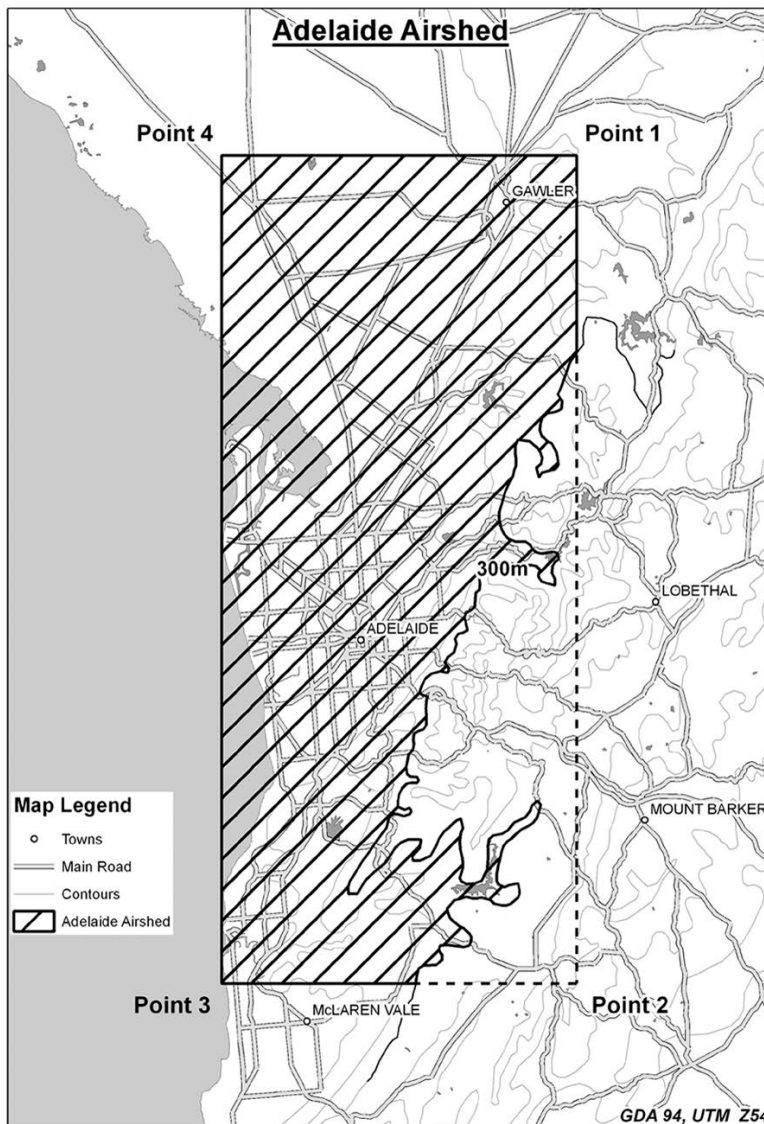 Adelaide Airshed
Point 4
Point 1
GAWLER
300m
LOBETHAL
ADELAIDE
Map Legend
Towns
Main Road
Contours
Adelaide Airshed
MOUNT BARKER
Point 3
Point 2
McLAREN VALE
GDA 94, UTM Z54